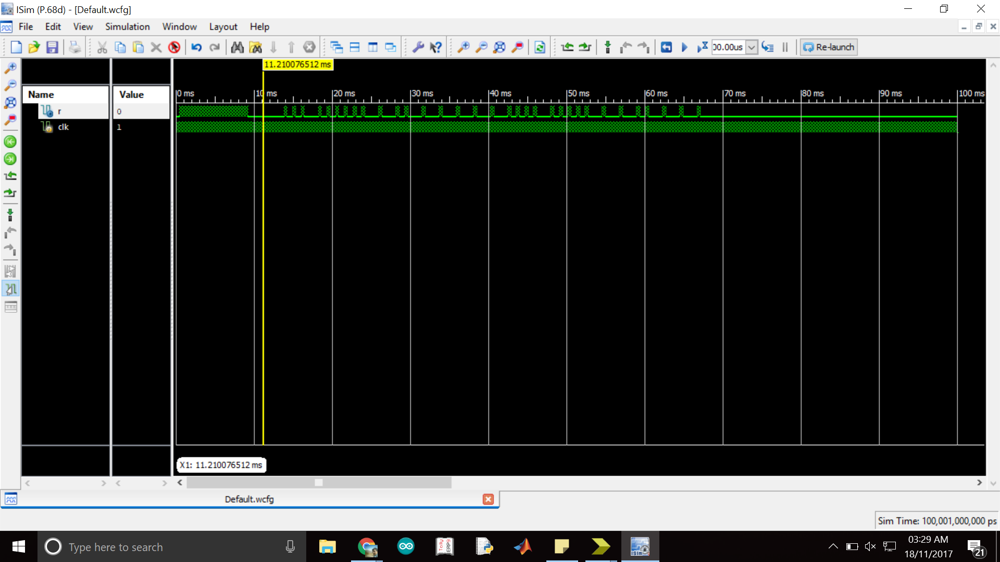 ISim (P.68d) - [Default.wcfg]
File Edit View Simulation Window Layout Help
00.00us Re-launch
11.210076512 ms
Name Value
0 ms 10 ms 20 ms 30 ms 40 ms 50 ms 60 ms 70 ms 80 ms 90 ms 100 ms
r 0
clk 1
X1: 11.210076512 ms
Default.wcfg
Sim Time: 100,001,000,000 ps
Type here to search
Tally
ERP9
ISim
03:29 AM
18/11/2017
21